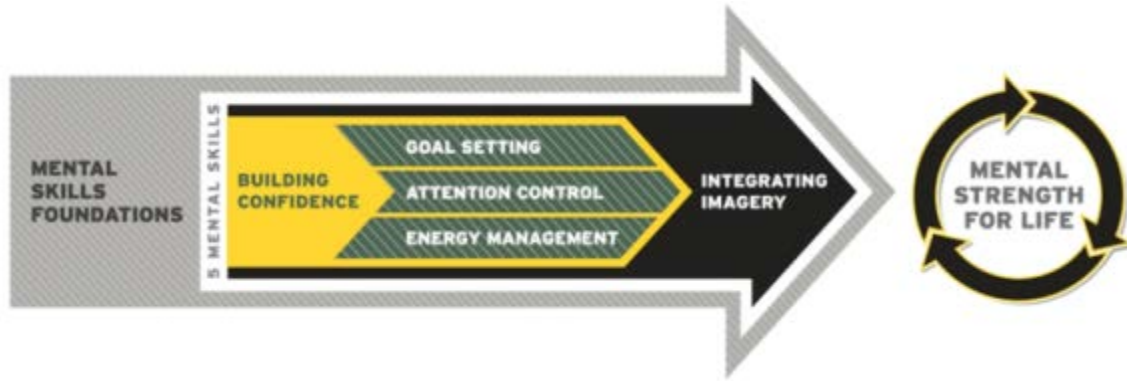 MENTAL
SKILLS
FOUNDATIONS
5 MENTAL SKILLS
BUILDING
CONFIDENCE
GOAL SETTING
ATTENTION CONTROL
ENERGY MANAGEMENT
INTEGRATING
IMAGERY
MENTAL
STRENGTH
FOR LIFE